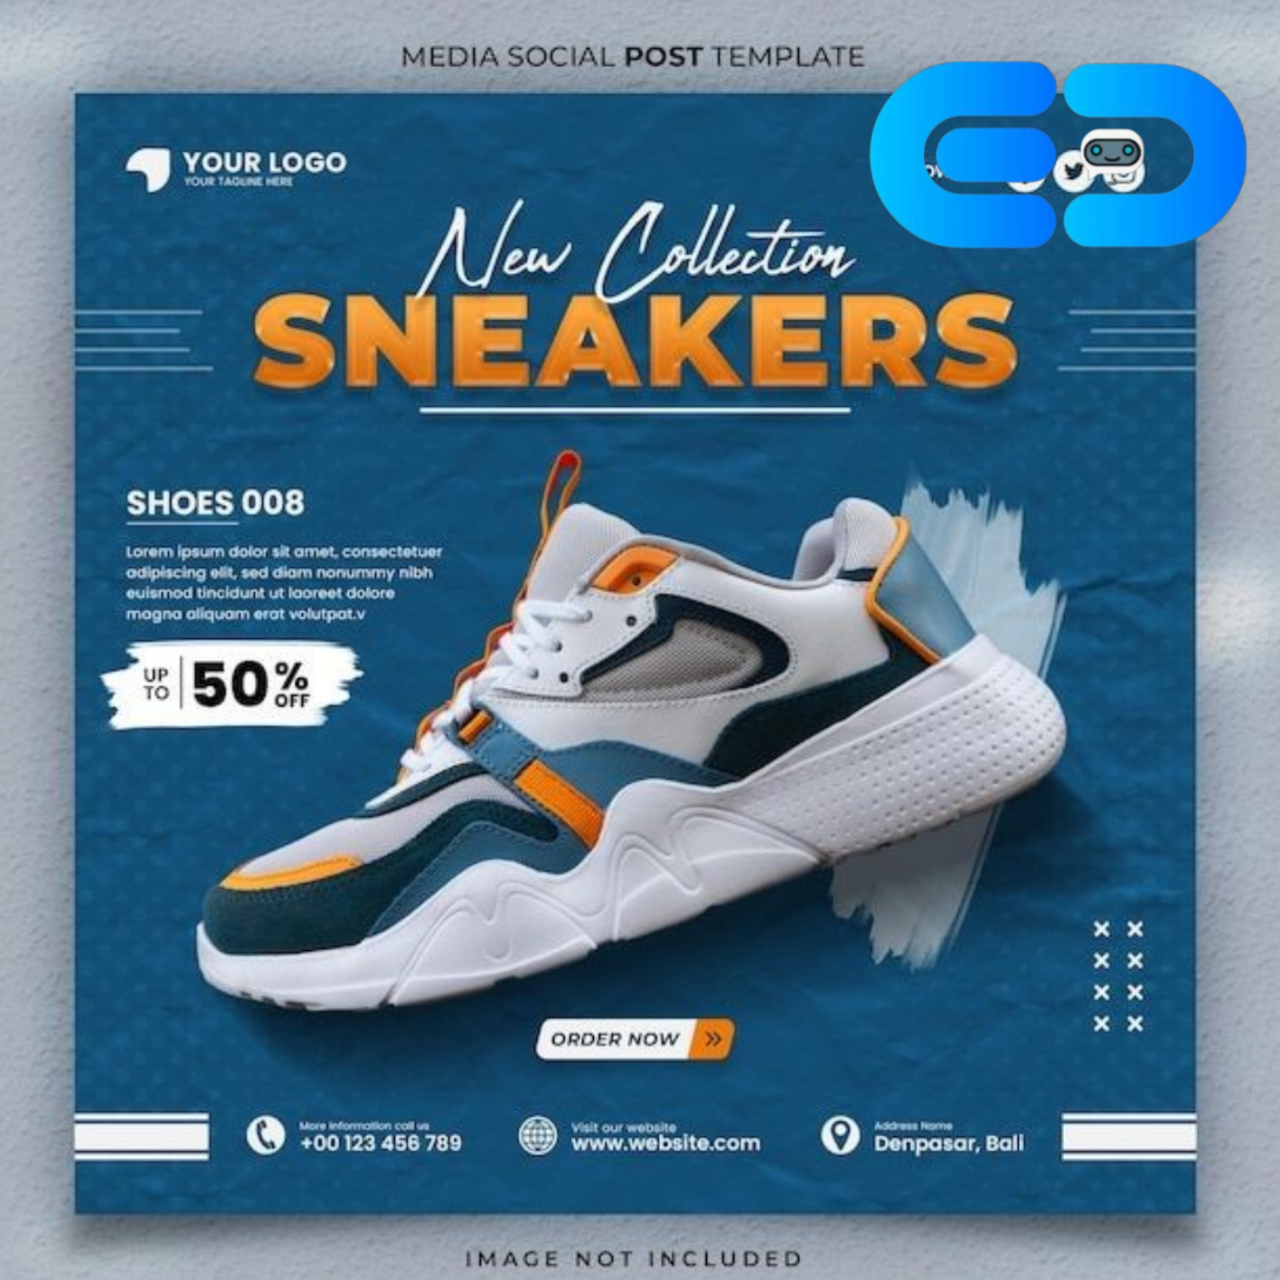 MEDIA SOCIAL POST TEMPLATE
YOUR LOGO
YOUR TAGLINE HERE
New Collection
SNEAKERS
SHOES 008
Lorem ipsum dolor sit amet, consectetuer
adipiscing elit, sed diam nonummy nibh
euismod tincidunt ut laoreet dolore
magna aliquam erat volutpat.v
UP TO 50% OFF
ORDER NOW
More information call us
+00 123 456 789
Visit our website
www.website.com
Address Name
Denpasar, Bali
IMAGE NOT INCLUDED